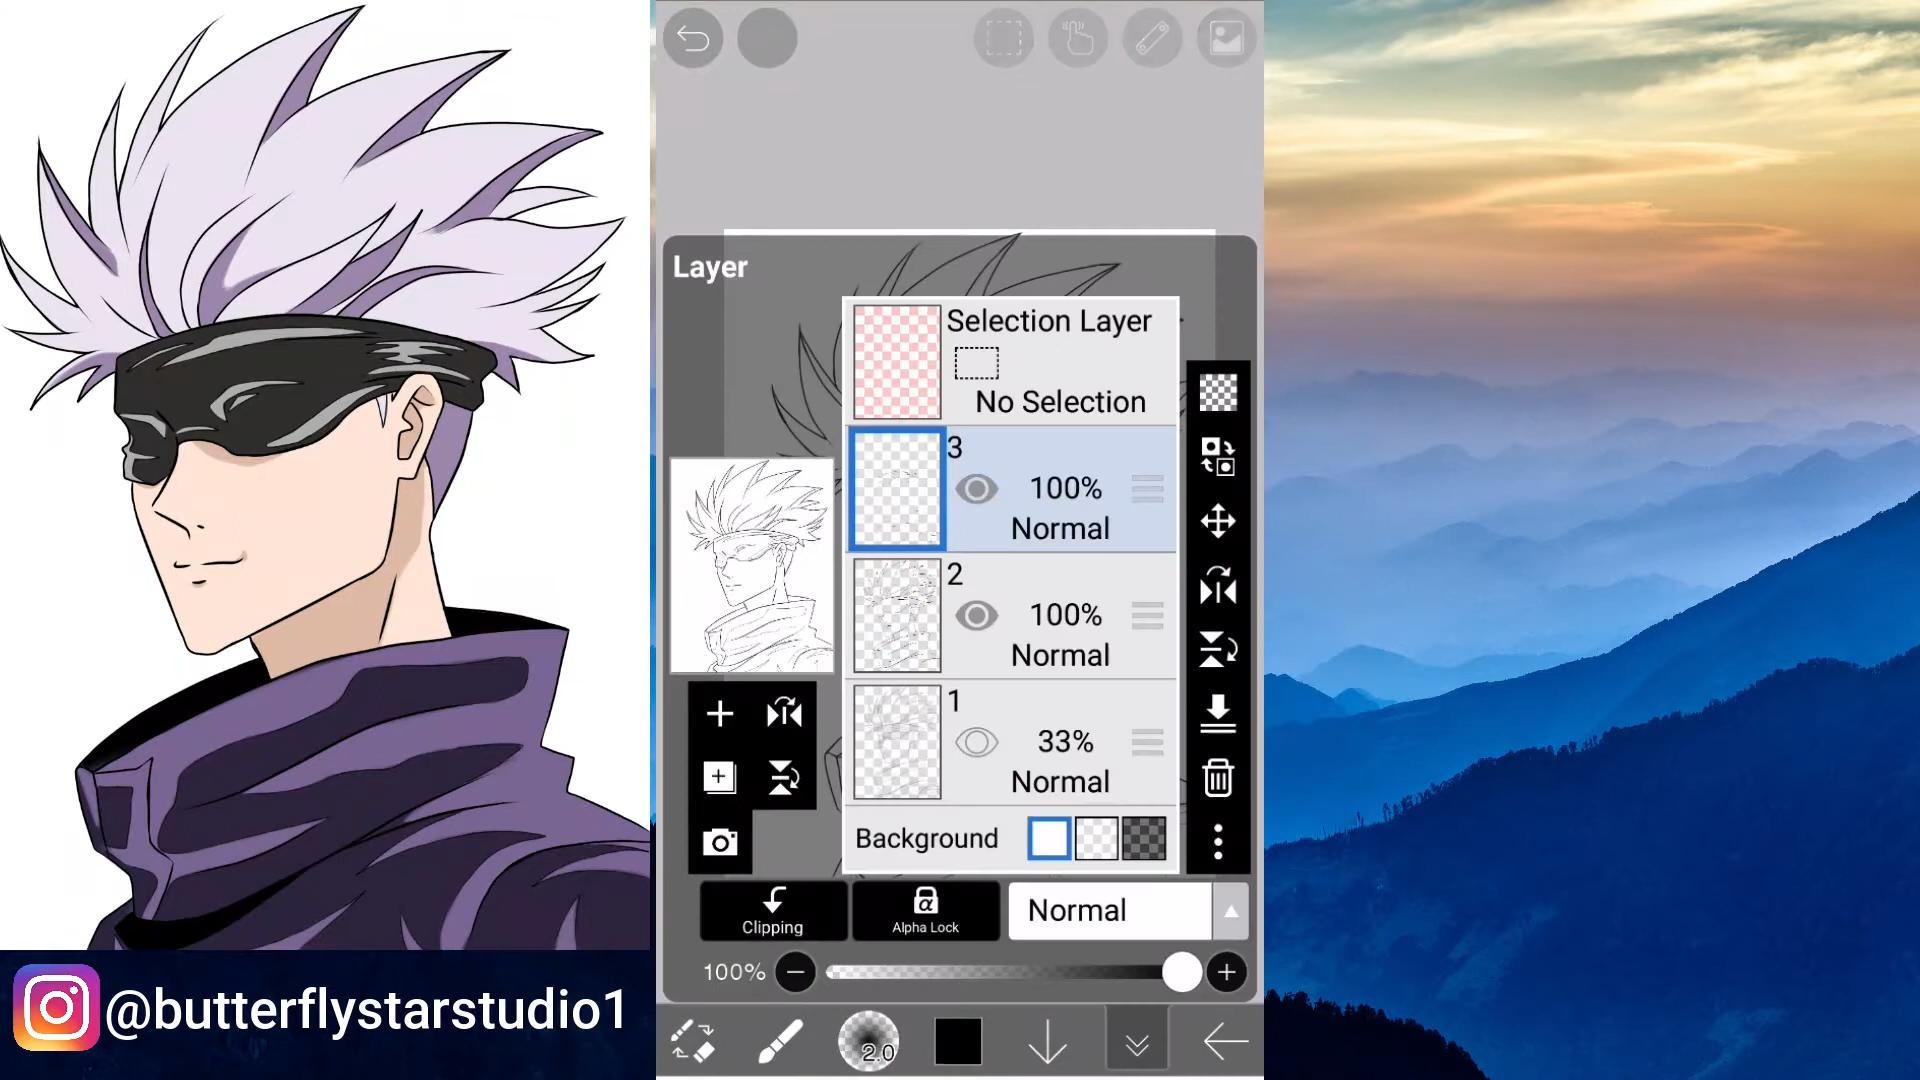 Layer
Selection Layer
No Selection
3
100%
Normal
2
100%
Normal
1
33%
Normal
Background
Clipping
α
Alpha Lock
Normal
100%
2.0
@butterflystarstudio1